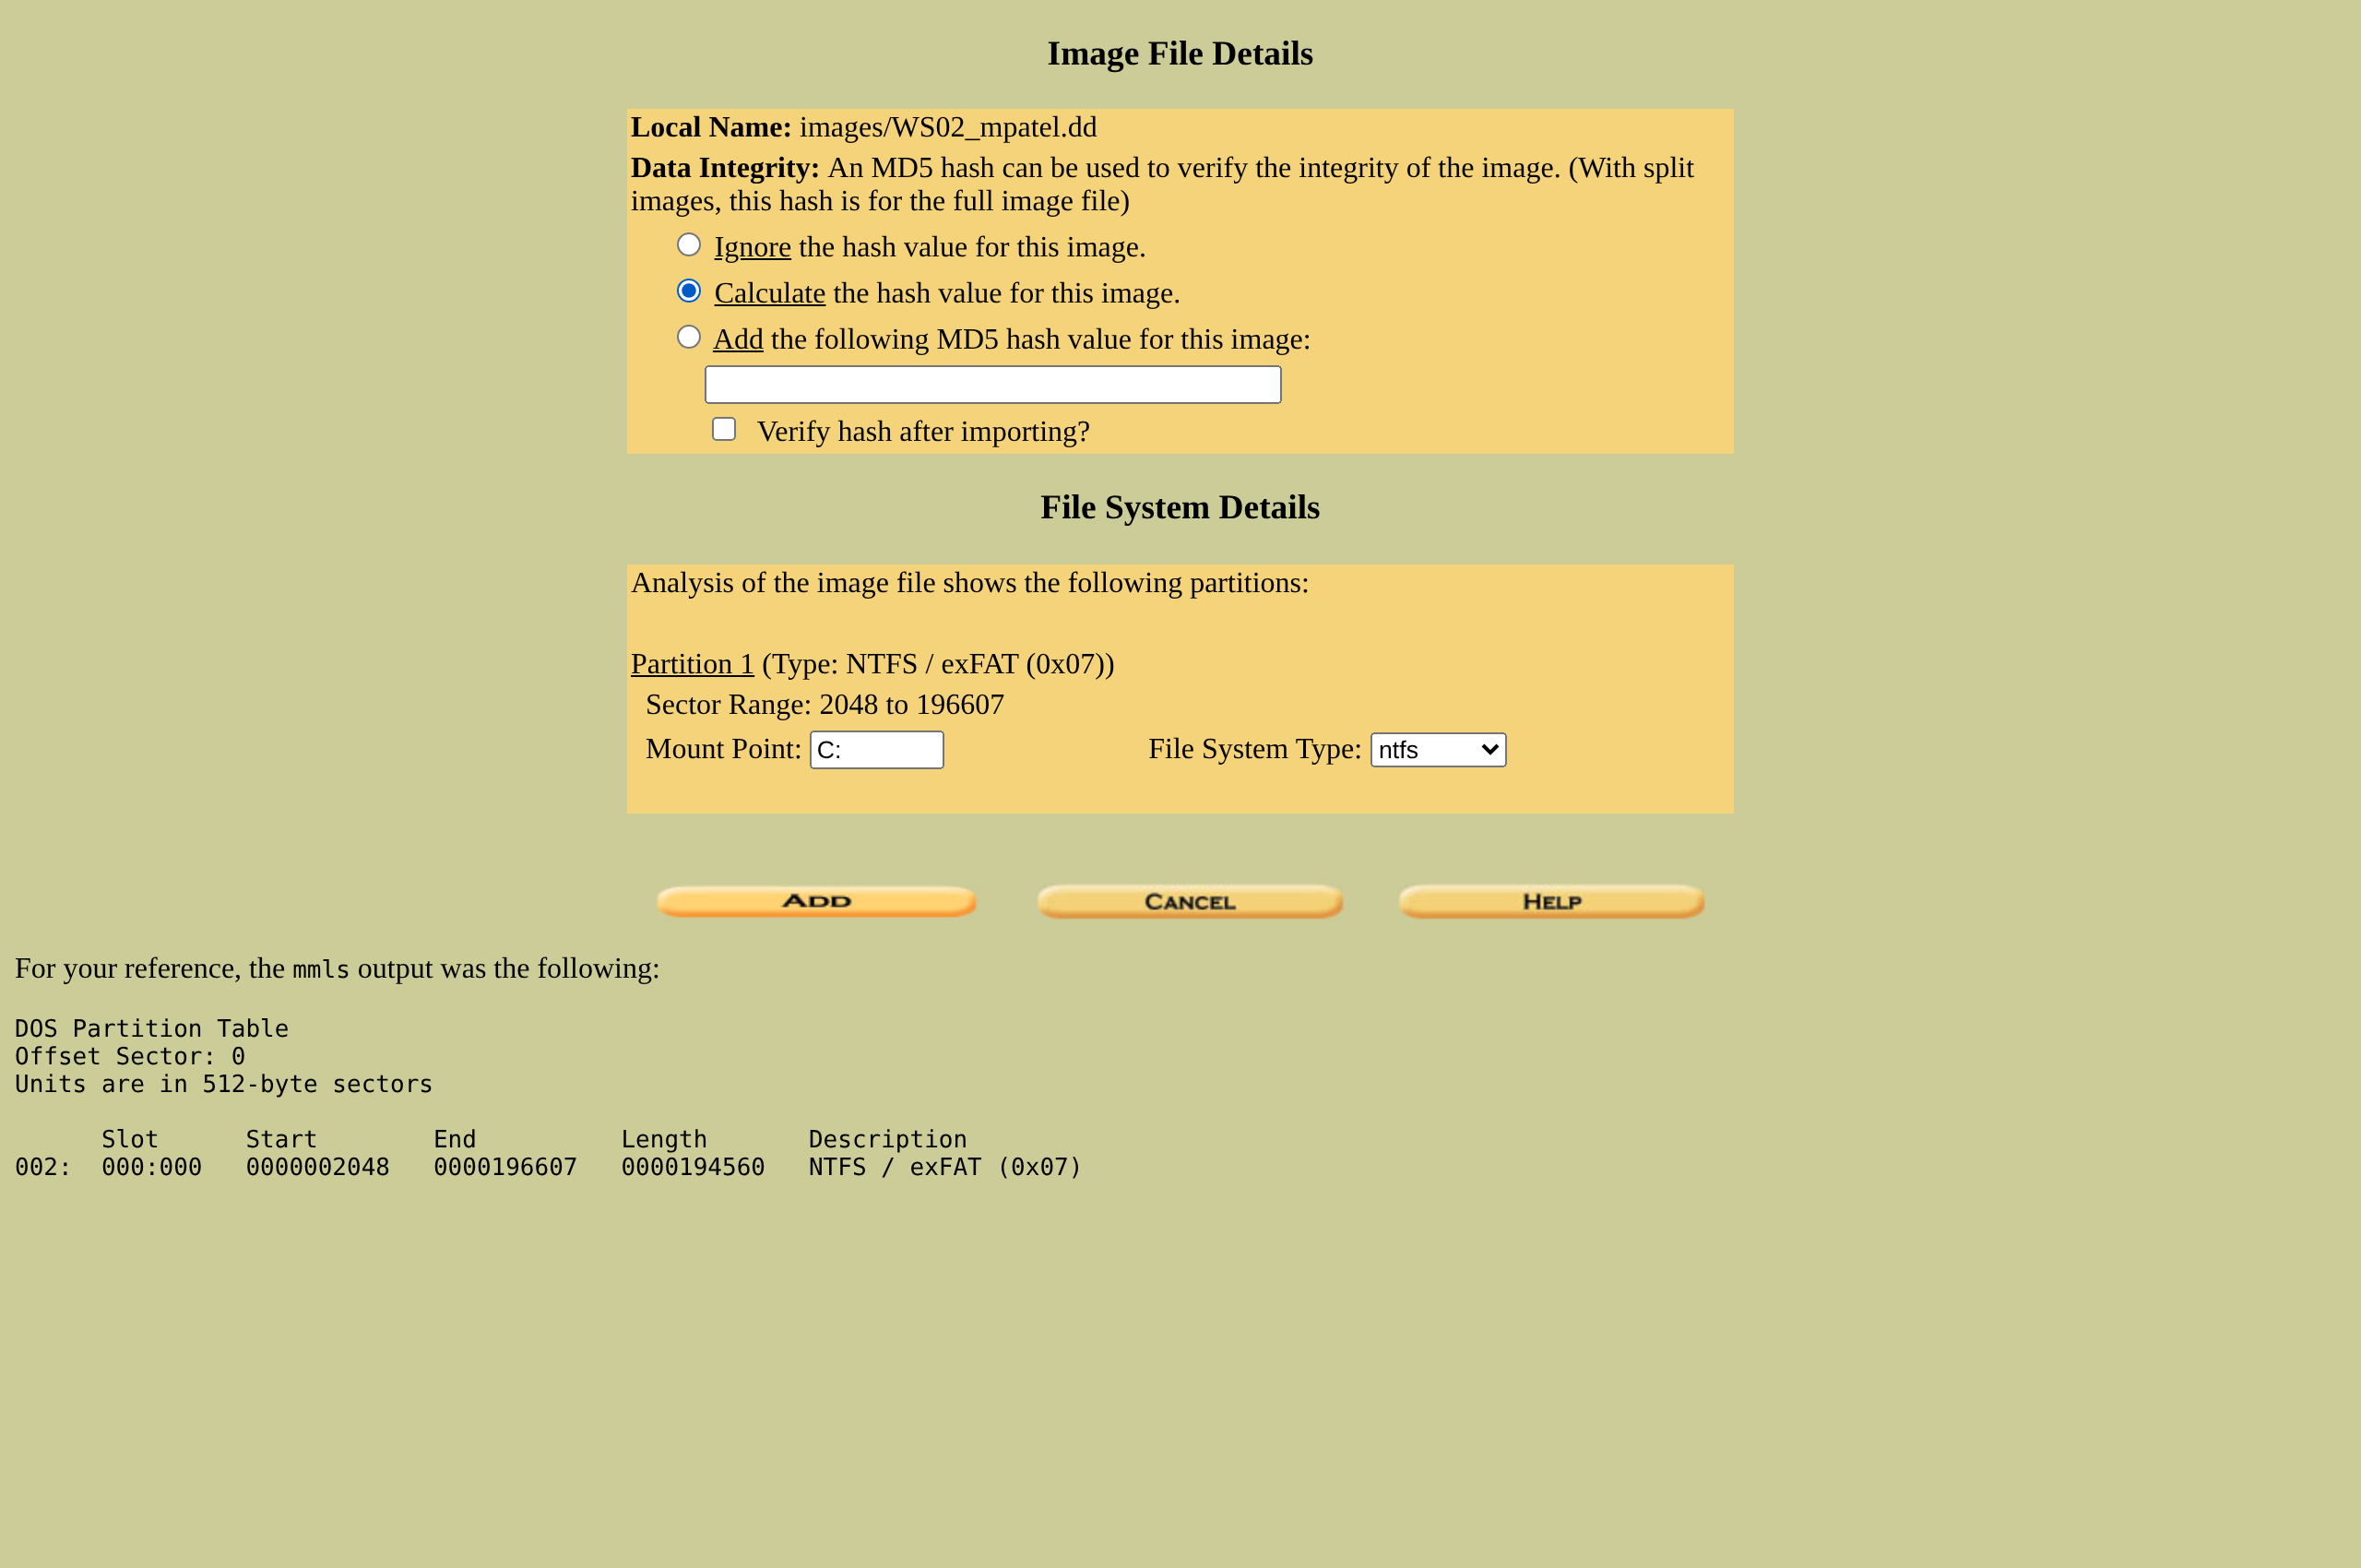 Image File Details
Local Name: images/WS02_mpatel.dd
Data Integrity: An MD5 hash can be used to verify the integrity of the image. (With split
images, this hash is for the full image file)
Ignore the hash value for this image.
Calculate the hash value for this image.
Add the following MD5 hash value for this image:
Verify hash after importing?
File System Details
Analysis of the image file shows the following partitions:
Partition 1 (Type: NTFS / exFAT (0x07))
Sector Range: 2048 to 196607
Mount Point: C: File System Type: ntfs
ADD CANCEL HELP
For your reference, the mmls output was the following:
DOS Partition Table
Offset Sector: 0
Units are in 512-byte sectors
Slot Start End Length Description
002: 000:000 0000002048 0000196607 0000194560 NTFS / exFAT (0x07)